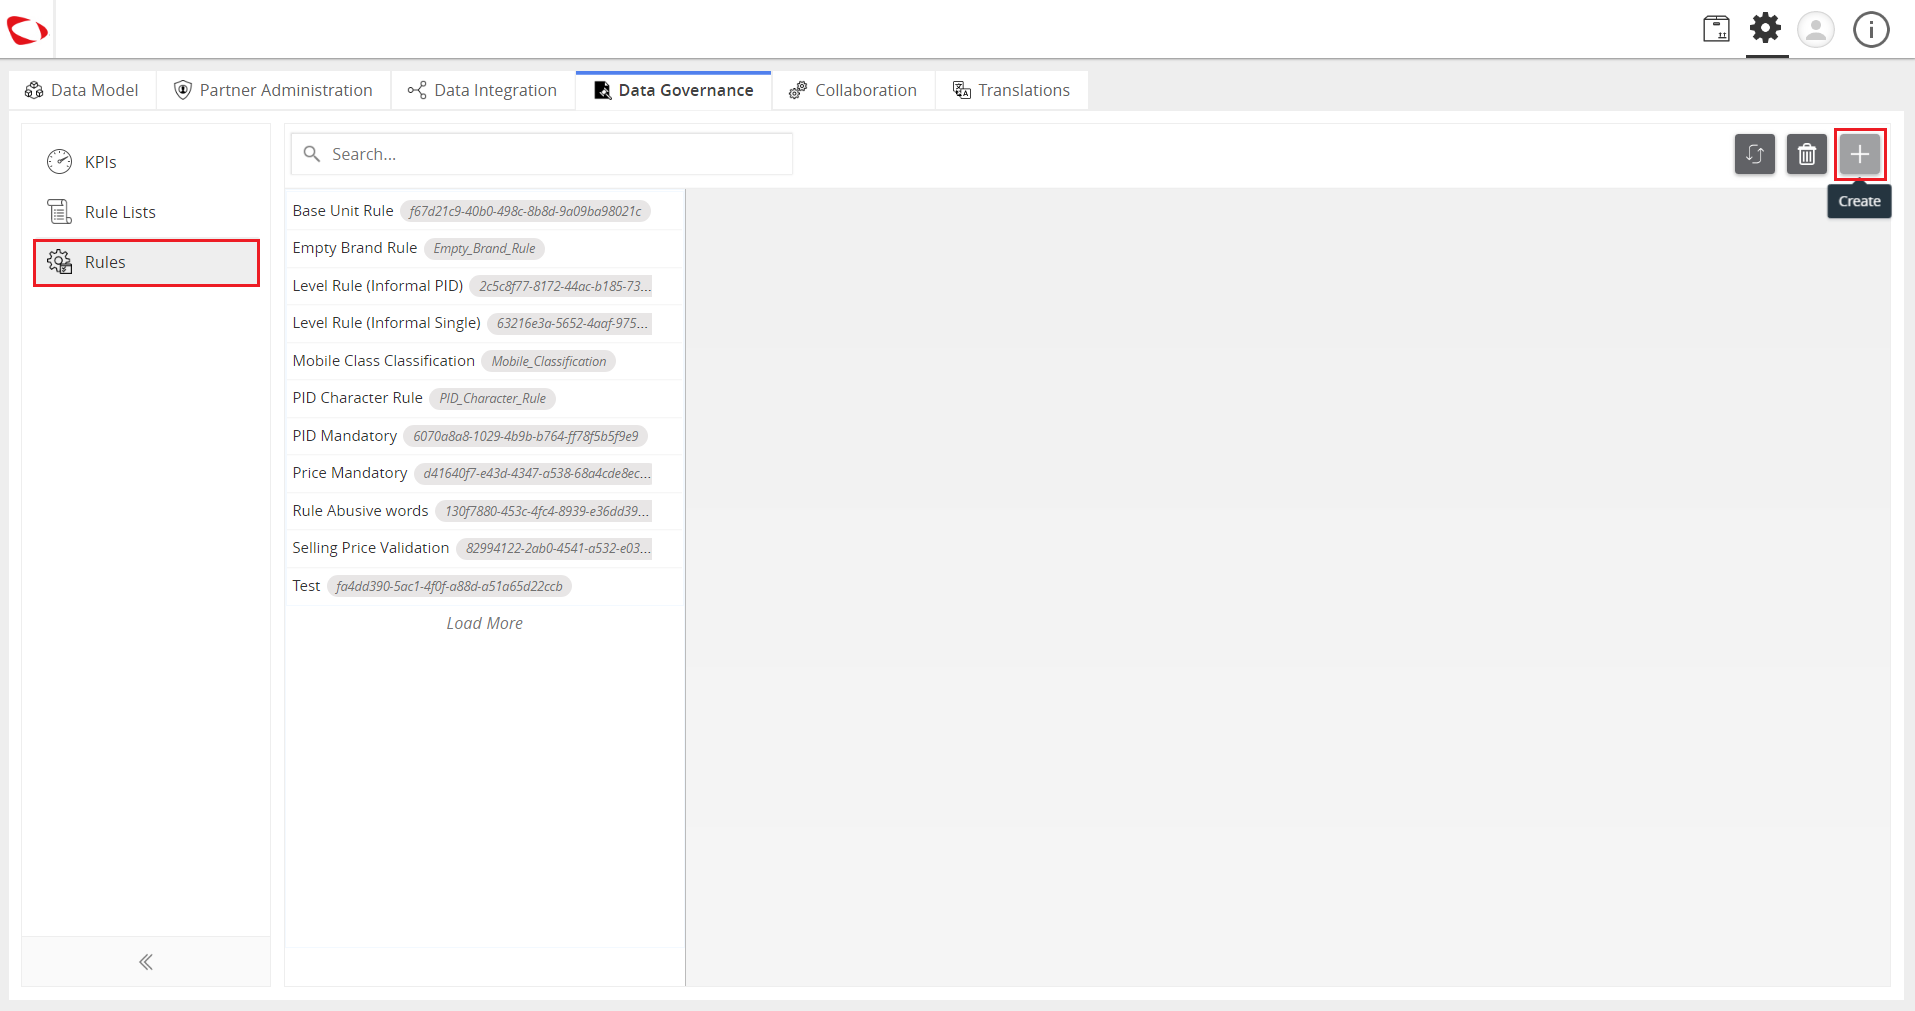 Data Model
Partner Administration
Data Integration
Data Governance
Collaboration
Translations
KPIs
Rule Lists
Rules
Search...
Create
Base Unit Rule f67d21c9-40b0-498c-8b8d-9a09ba98021c
Empty Brand Rule Empty_Brand_Rule
Level Rule (Informal PID) 2c5c8f77-8172-44ac-b185-73...
Level Rule (Informal Single) 63216e3a-5652-4aaf-975...
Mobile Class Classification Mobile_Classification
PID Character Rule PID_Character_Rule
PID Mandatory 6070a8a8-1029-4b9b-b764-ff78f5b5f9e9
Price Mandatory d41640f7-e43d-4347-a538-68a4cde8ec...
Rule Abusive words 130f7880-453c-4fc4-8939-e36dd39...
Selling Price Validation 82994122-2ab0-4541-a532-e03...
Test fa4dd390-5ac1-4f0f-a88d-a51a65d22ccb
Load More